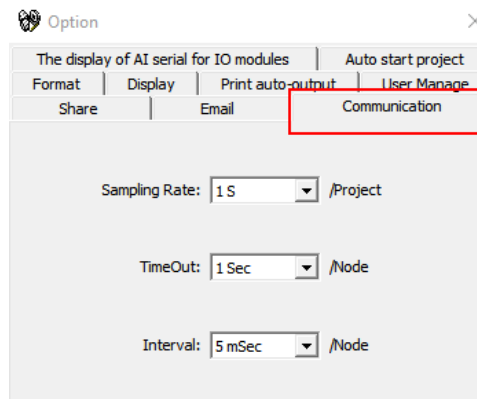 Option
The display of AI serial for IO modules Auto start project
Format Display Print auto-output User Manage
Share Email Communication
Sampling Rate: 1 S /Project
TimeOut: 1 Sec /Node
Interval: 5 mSec /Node